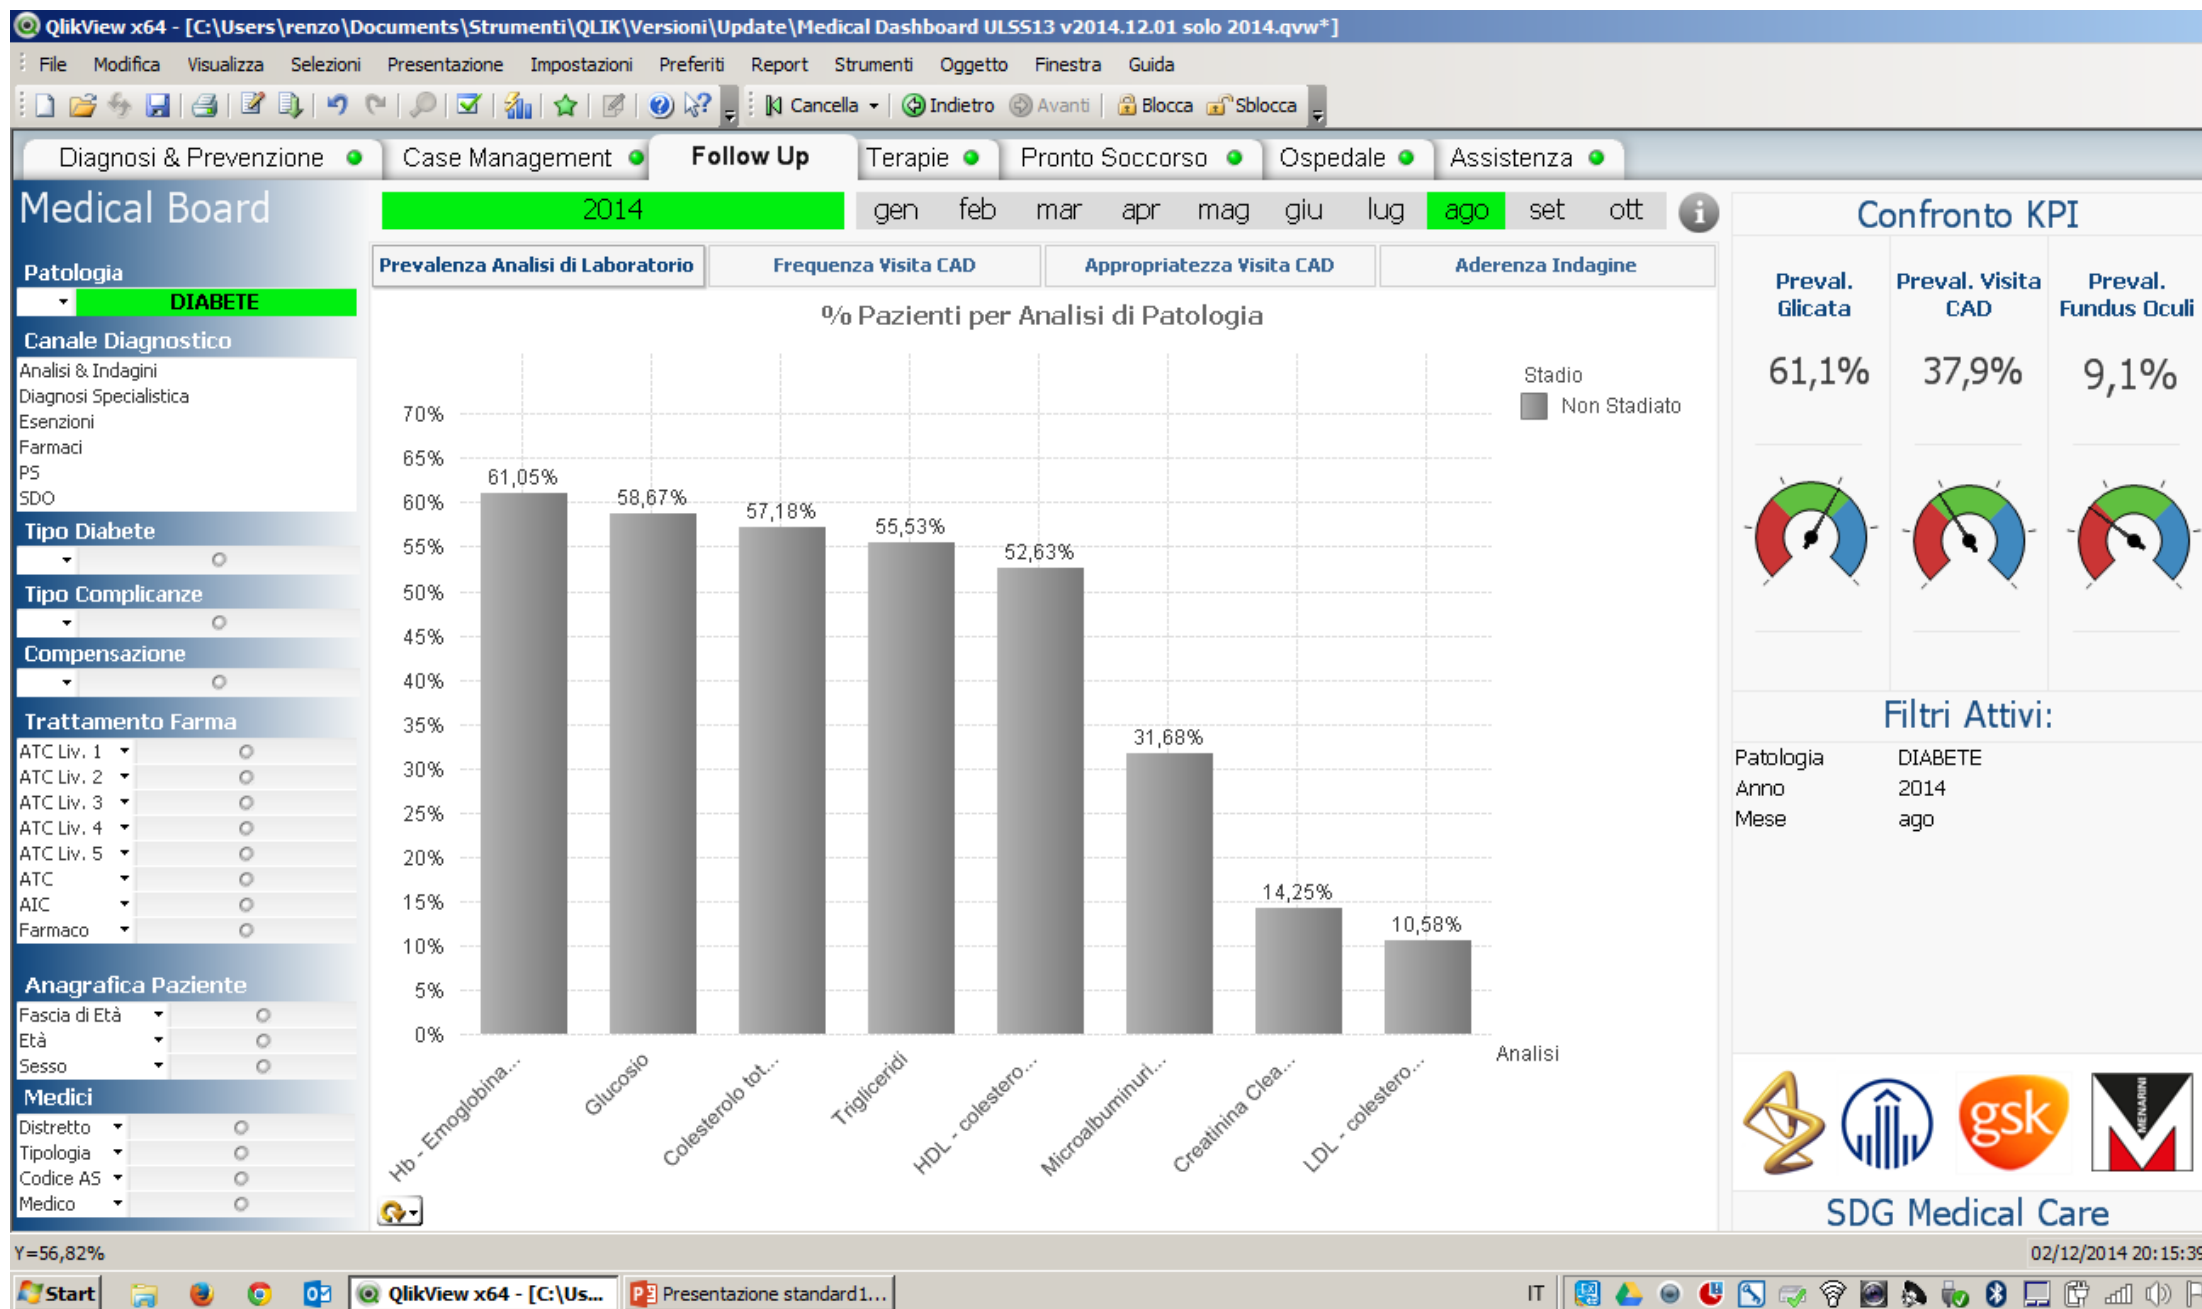 QlikView x64 - [C:\Users\renzo\Documents\Strumenti\QLIK\Versioni\Update\Medical Dashboard ULSS13 v2014.12.01 solo 2014.qvw*]
File Modifica Visualizza Selezioni Presentazione Impostazioni Preferiti Report Strumenti Oggetto Finestra Guida
Cancella Indietro Avanti Blocca Sblocca
Diagnosi & Prevenzione Case Management Follow Up Terapie Pronto Soccorso Ospedale Assistenza
Medical Board
2014 gen feb mar apr mag giu lug ago set ott
Prevalenza Analisi di Laboratorio Frequenza Visita CAD Appropriatezza Visita CAD Aderenza Indagine
Patologia
DIABETE
Canale Diagnostico
Analisi & Indagini
Diagnosi Specialistica
Esenzioni
Farmaci
PS
SDO
Tipo Diabete
Tipo Complicanze
Compensazione
Trattamento Farma
ATC Liv. 1
ATC Liv. 2
ATC Liv. 3
ATC Liv. 4
ATC Liv. 5
ATC
AIC
Farmaco
Anagrafica Paziente
Fascia di Età
Età
Sesso
Medici
Distretto
Tipologia
Codice AS
Medico
% Pazienti per Analisi di Patologia
Stadio
Non Stadiato
70%
65%
60%
55%
50%
45%
40%
35%
30%
25%
20%
15%
10%
5%
0%
61,05%
58,67%
57,18%
55,53%
52,63%
31,68%
14,25%
10,58%
Hb - Emoglobina...
Glucosio
Colesterolo tot...
Trigliceridi
HDL - colestero...
Microalbuminuri...
Creatinina Clea...
LDL - colestero...
Analisi
Confronto KPI
Preval. Glicata
Preval. Visita CAD
Preval. Fundus Oculi
61,1% 37,9% 9,1%
Filtri Attivi:
Patologia DIABETE
Anno 2014
Mese ago
gsk
MENARINI
SDG Medical Care
Y=56,82%
02/12/2014 20:15:39
Start
QlikView x64 - [C:\Us...
Presentazione standard1...
IT